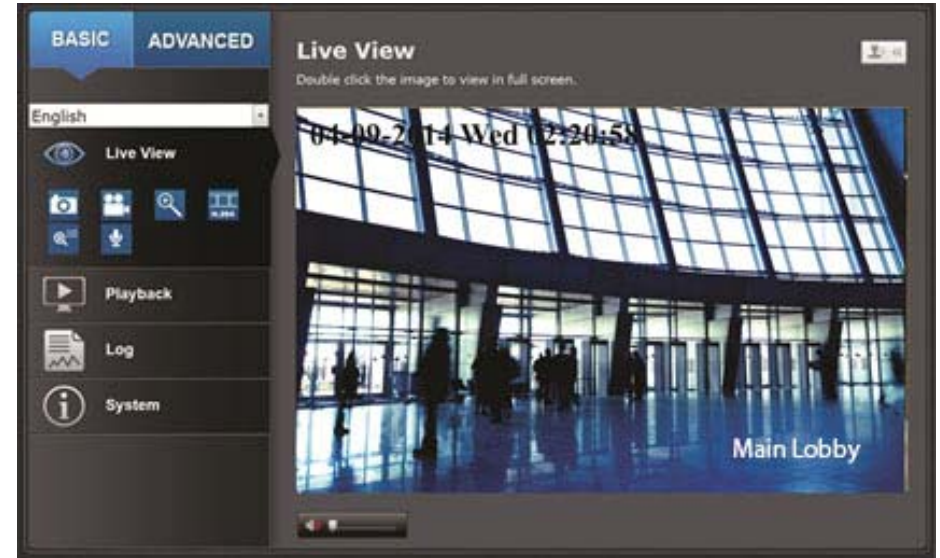 BASIC ADVANCED
Live View
Double click the image to view in full screen.
English
Live View
H.264
Playback
Log
System
04-09-2014 Wed 02:20:58
Main Lobby